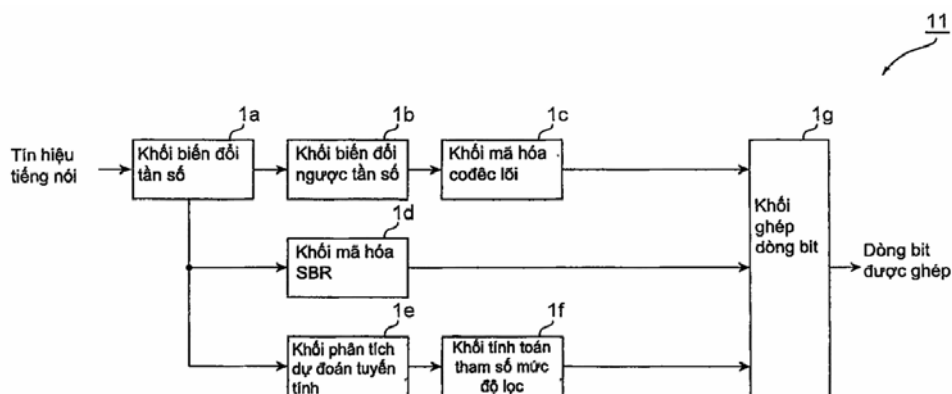 11
1a
1b
1c
1g
Tín hiệu
tiếng nói
Khối biến đổi
tần số
Khối biến đổi
ngược tần số
Khối mã hóa
cođêc lõi
1d
Khối mã hóa
SBR
Khối
ghép
dòng bit
Dòng bit
được ghép
1e
1f
Khối phân tích
dự đoán tuyến
tính
Khối tính toán
tham số mức
độ lọc